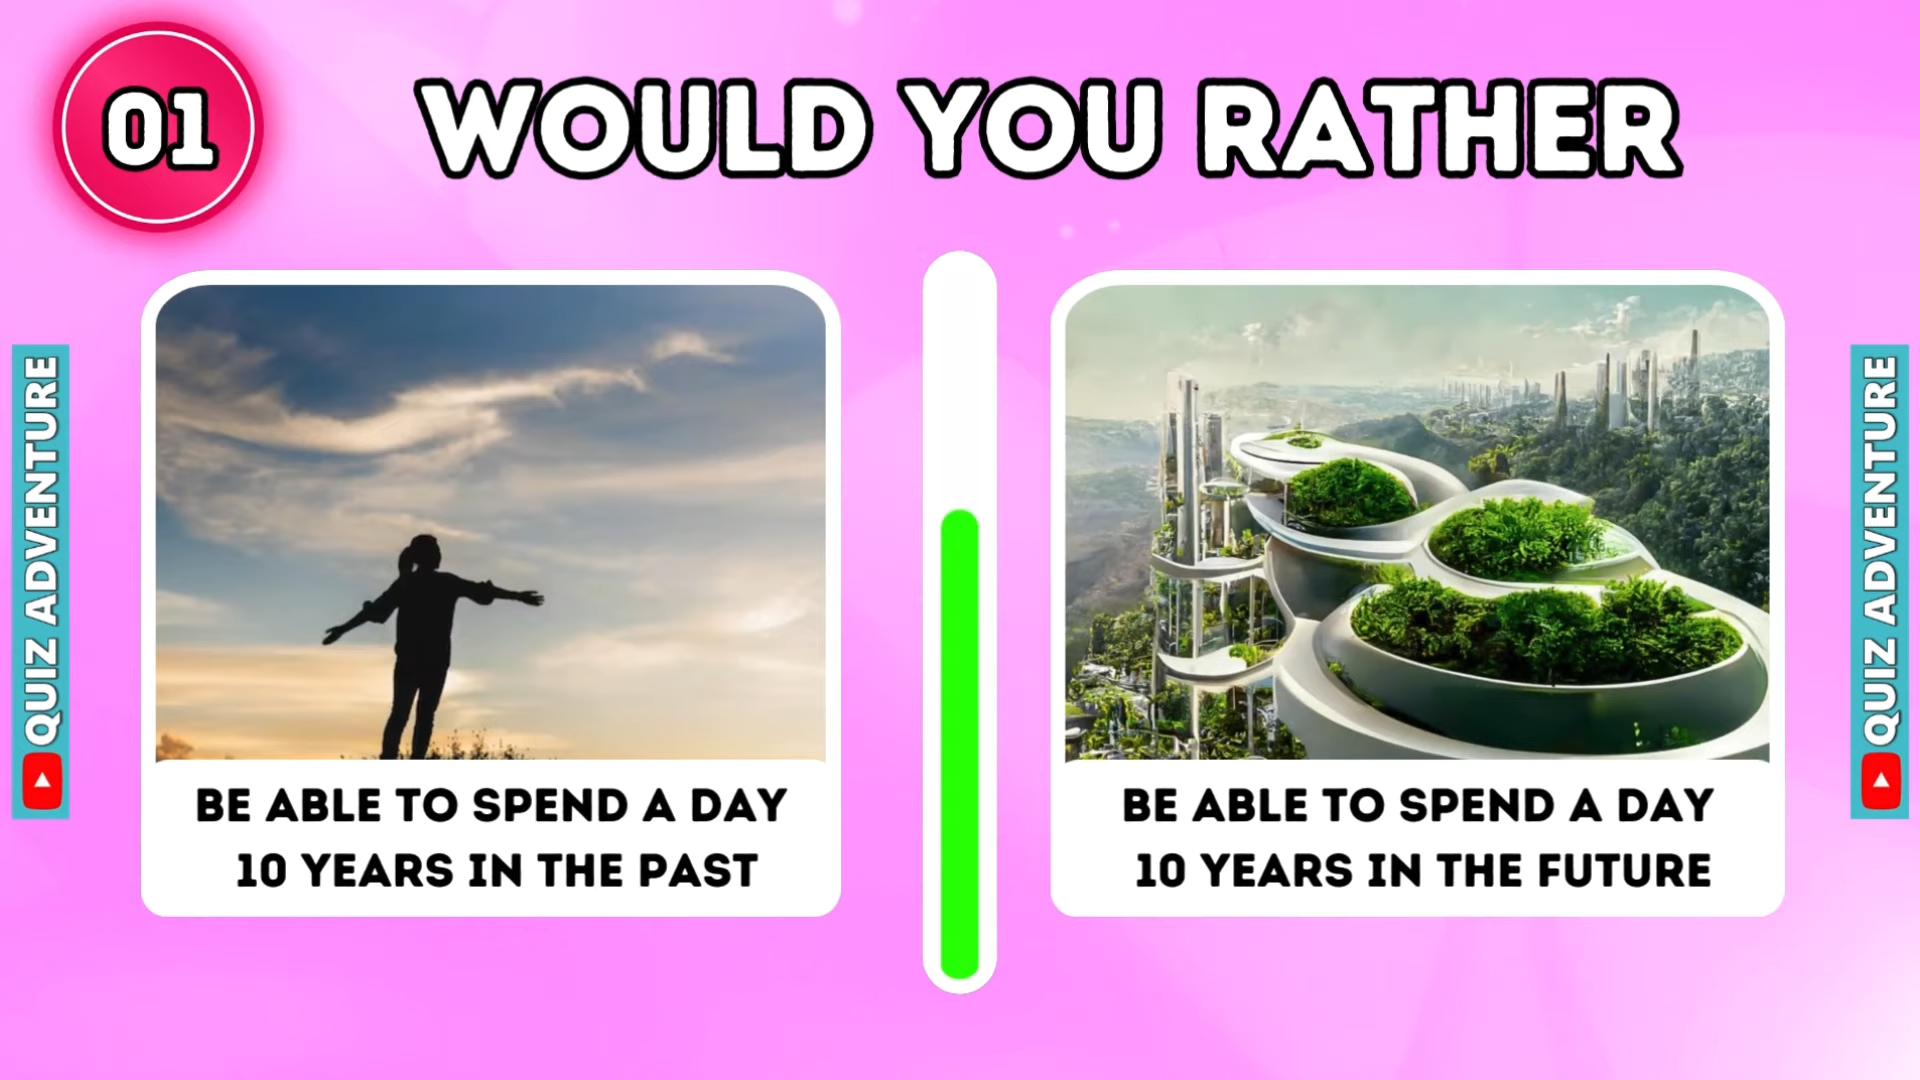 01
WOULD YOU RATHER
QUIZ ADVENTURE
BE ABLE TO SPEND A DAY
10 YEARS IN THE PAST
BE ABLE TO SPEND A DAY
10 YEARS IN THE FUTURE
QUIZ ADVENTURE